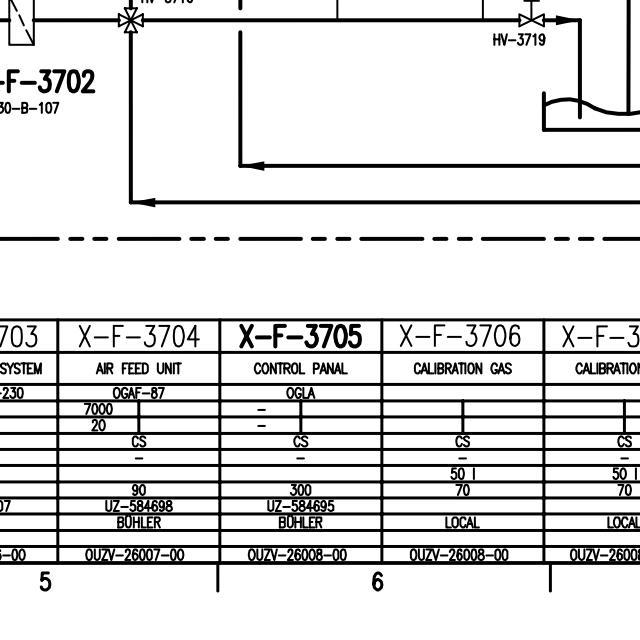 HV-3719
-F-3702
30-B-107
703 X-F-3704 X-F-3705 X-F-3706 X-F-3
SYSTEM AIR FEED UNIT CONTROL PANAL CALIBRATION GAS CALIBRATION
-230 OGAF-87 OGLA
7000 -
20 -
CS CS CS CS
- - - -
50 l 50 l
90 300 70 70
07 UZ-584698 UZ-584695
BÜHLER BÜHLER LOCAL LOCAL
-00 OUZV-26007-00 OUZV-26008-00 OUZV-26008-00 OUZV-26008
5 6